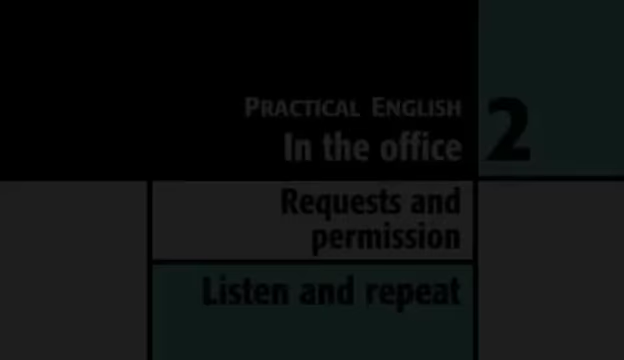 PRACTICAL ENGLISH
In the office
2
Requests and
permission
Listen and repeat